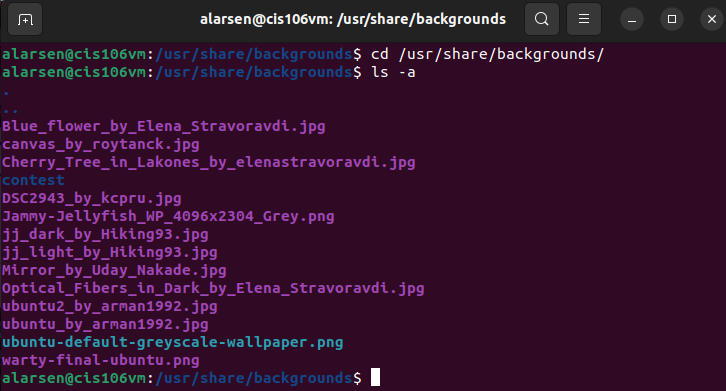 alarsen@cis106vm: /usr/share/backgrounds
alarsen@cis106vm:/usr/share/backgrounds$ cd /usr/share/backgrounds/
alarsen@cis106vm:/usr/share/backgrounds$ ls -a
.
..
Blue_flower_by_Elena_Stravoravdi.jpg
canvas_by_roytanck.jpg
Cherry_Tree_in_Lakones_by_elenastravoravdi.jpg
contest
DSC2943_by_kcpru.jpg
Jammy-Jellyfish_WP_4096x2304_Grey.png
jj_dark_by_Hiking93.jpg
jj_light_by_Hiking93.jpg
Mirror_by_Uday_Nakade.jpg
Optical_Fibers_in_Dark_by_Elena_Stravoravdi.jpg
ubuntu2_by_arman1992.jpg
ubuntu_by_arman1992.jpg
ubuntu-default-greyscale-wallpaper.png
warty-final-ubuntu.png
alarsen@cis106vm:/usr/share/backgrounds$